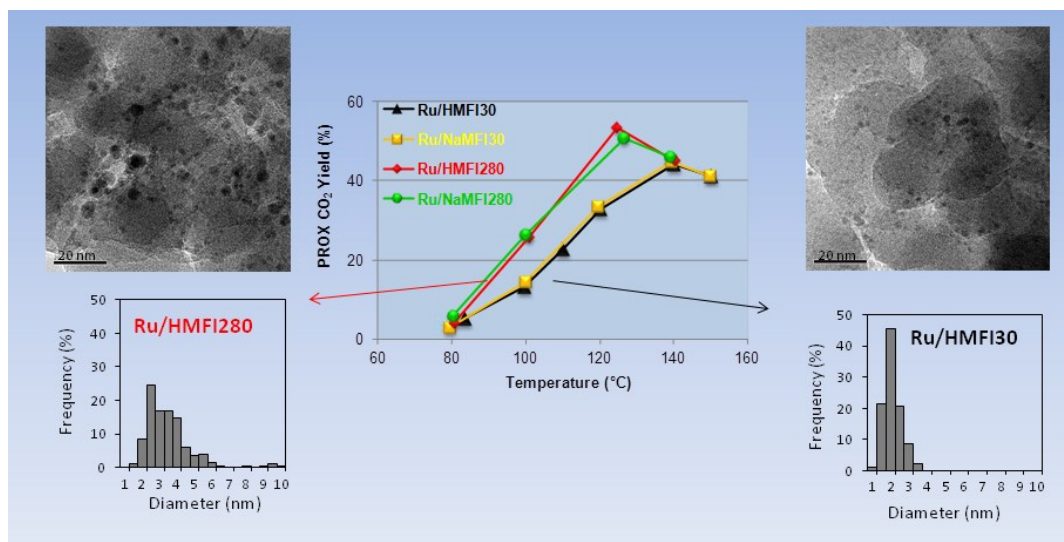 20 nm
50
40
30
20
10
0
Ru/HMFI280
Frequency (%)
1 2 3 4 5 6 7 8 9 10
Diameter (nm)
60
40
20
0
PROX CO₂ Yield (%)
Ru/HMFI30
Ru/NaMFI30
Ru/HMFI280
Ru/NaMFI280
60 80 100 120 140 160
Temperature (°C)
20 nm
50
40
30
20
10
0
Ru/HMFI30
Frequency (%)
1 2 3 4 5 6 7 8 9 10
Diameter (nm)